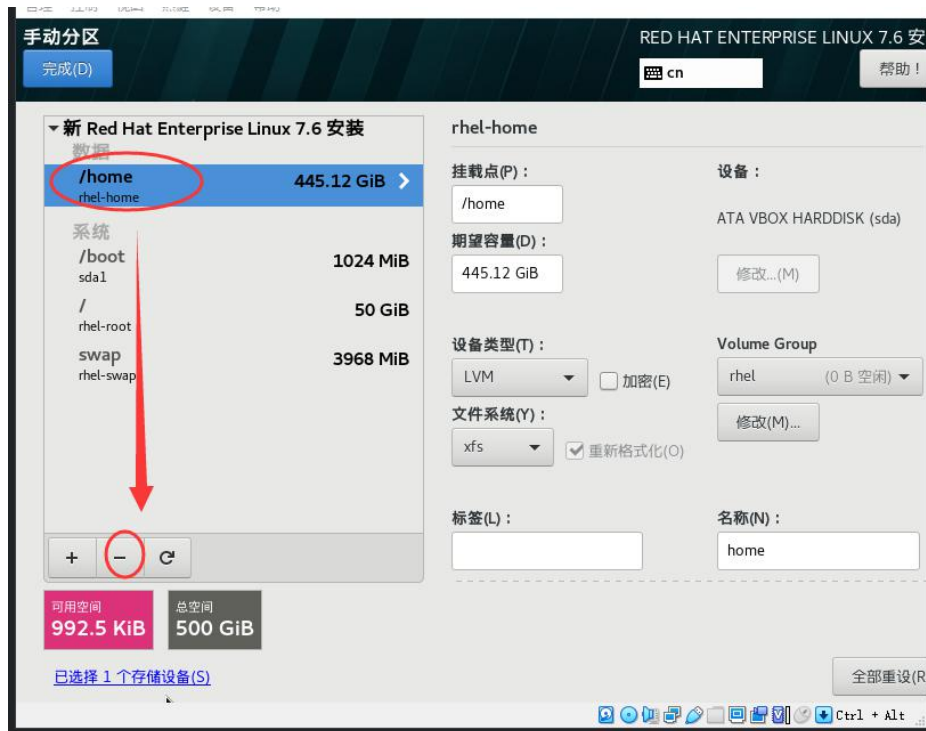 手动分区
RED HAT ENTERPRISE LINUX 7.6 安
完成(D)
cn
帮助！
新 Red Hat Enterprise Linux 7.6 安装
数据
/home
445.12 GiB
rhel-home
系统
/boot
1024 MiB
sda1
/
50 GiB
rhel-root
swap
3968 MiB
rhel-swap
rhel-home
挂载点(P)：
设备：
/home
ATA VBOX HARDDISK (sda)
期望容量(D)：
445.12 GiB
修改...(M)
设备类型(T)：
Volume Group
LVM
加密(E)
rhel
(0 B 空闲)
文件系统(Y)：
修改(M)...
xfs
重新格式化(O)
标签(L)：
名称(N)：
home
+ − 
可用空间
992.5 KiB
总空间
500 GiB
已选择 1 个存储设备(S)
全部重设(R
Ctrl + Alt